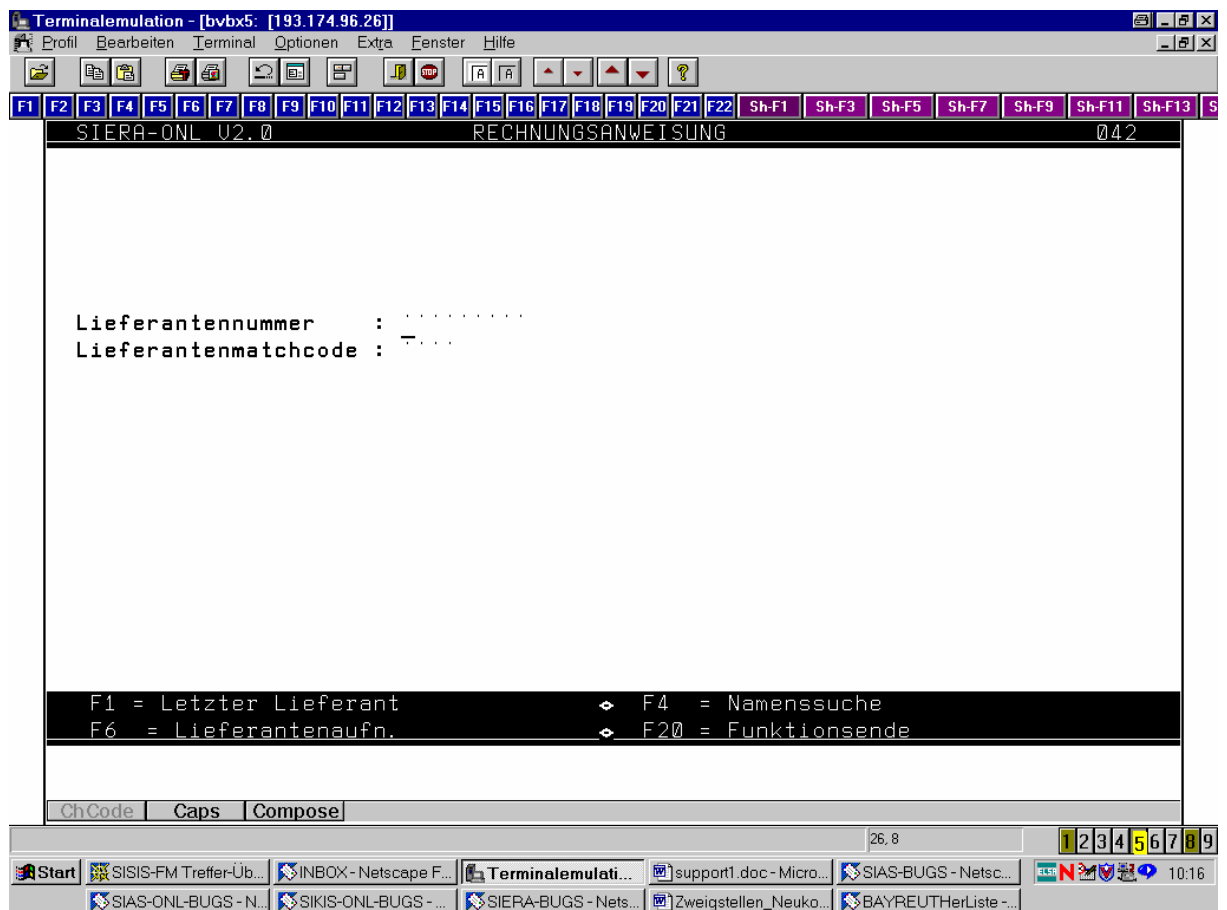 Terminalemulation - [bvbx5: [193.174.96.26]]
Profil Bearbeiten Terminal Optionen Extra Fenster Hilfe
STOP A A ?
F1 F2 F3 F4 F5 F6 F7 F8 F9 F10 F11 F12 F13 F14 F15 F16 F17 F18 F19 F20 F21 F22 Sh-F1 Sh-F3 Sh-F5 Sh-F7 Sh-F9 Sh-F11 Sh-F13 S
SIERA-ONL V2.0 RECHNUNGSANWEISUNG 042
Lieferantennummer : .........
Lieferantenmatchcode : ....
F1 = Letzter Lieferant F4 = Namenssuche
F6 = Lieferantenaufn. F20 = Funktionsende
ChCode Caps Compose
26, 8 1 2 3 4 5 6 7 8 9
Start SISIS-FM Treffer-Üb... INBOX - Netscape F... Terminalemulati... support1.doc - Micro... SIAS-BUGS - Netsc... N 10:16
SIAS-ONL-BUGS - N... SIKIS-ONL-BUGS - ... SIERA-BUGS - Nets... Zweigstellen_Neuko... BAYREUTHerListe -...